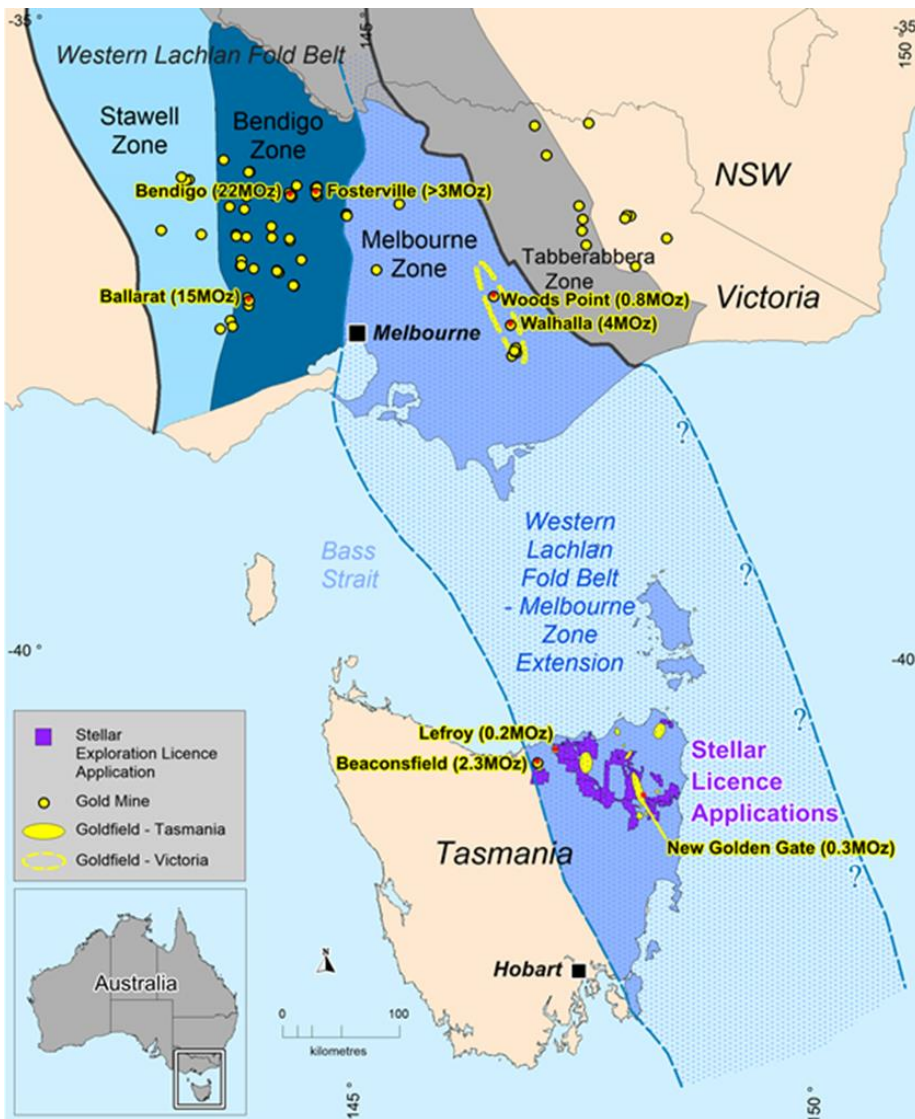 -35 °
145 °
150 °
-35
Western Lachlan Fold Belt
Stawell
Zone
Bendigo
Zone
Bendigo (22MOz)
Fosterville (>3MOz)
NSW
Melbourne
Zone
Tabberabbera
Zone
Ballarat (15MOz)
Woods Point (0.8MOz)
Victoria
Walhalla (4MOz)
Melbourne
?
Western
Lachlan
Fold Belt
- Melbourne
Zone
Extension
Bass
Strait
?
-40 °
-40
?
Lefroy (0.2MOz)
Beaconsfield (2.3MOz)
Stellar
Licence
Applications
New Golden Gate (0.3MOz)
Tasmania
?
Stellar
Exploration Licence
Application
Gold Mine
Goldfield - Tasmania
Goldfield - Victoria
Australia
N
Hobart
0 100
kilometres
145 °
150 °